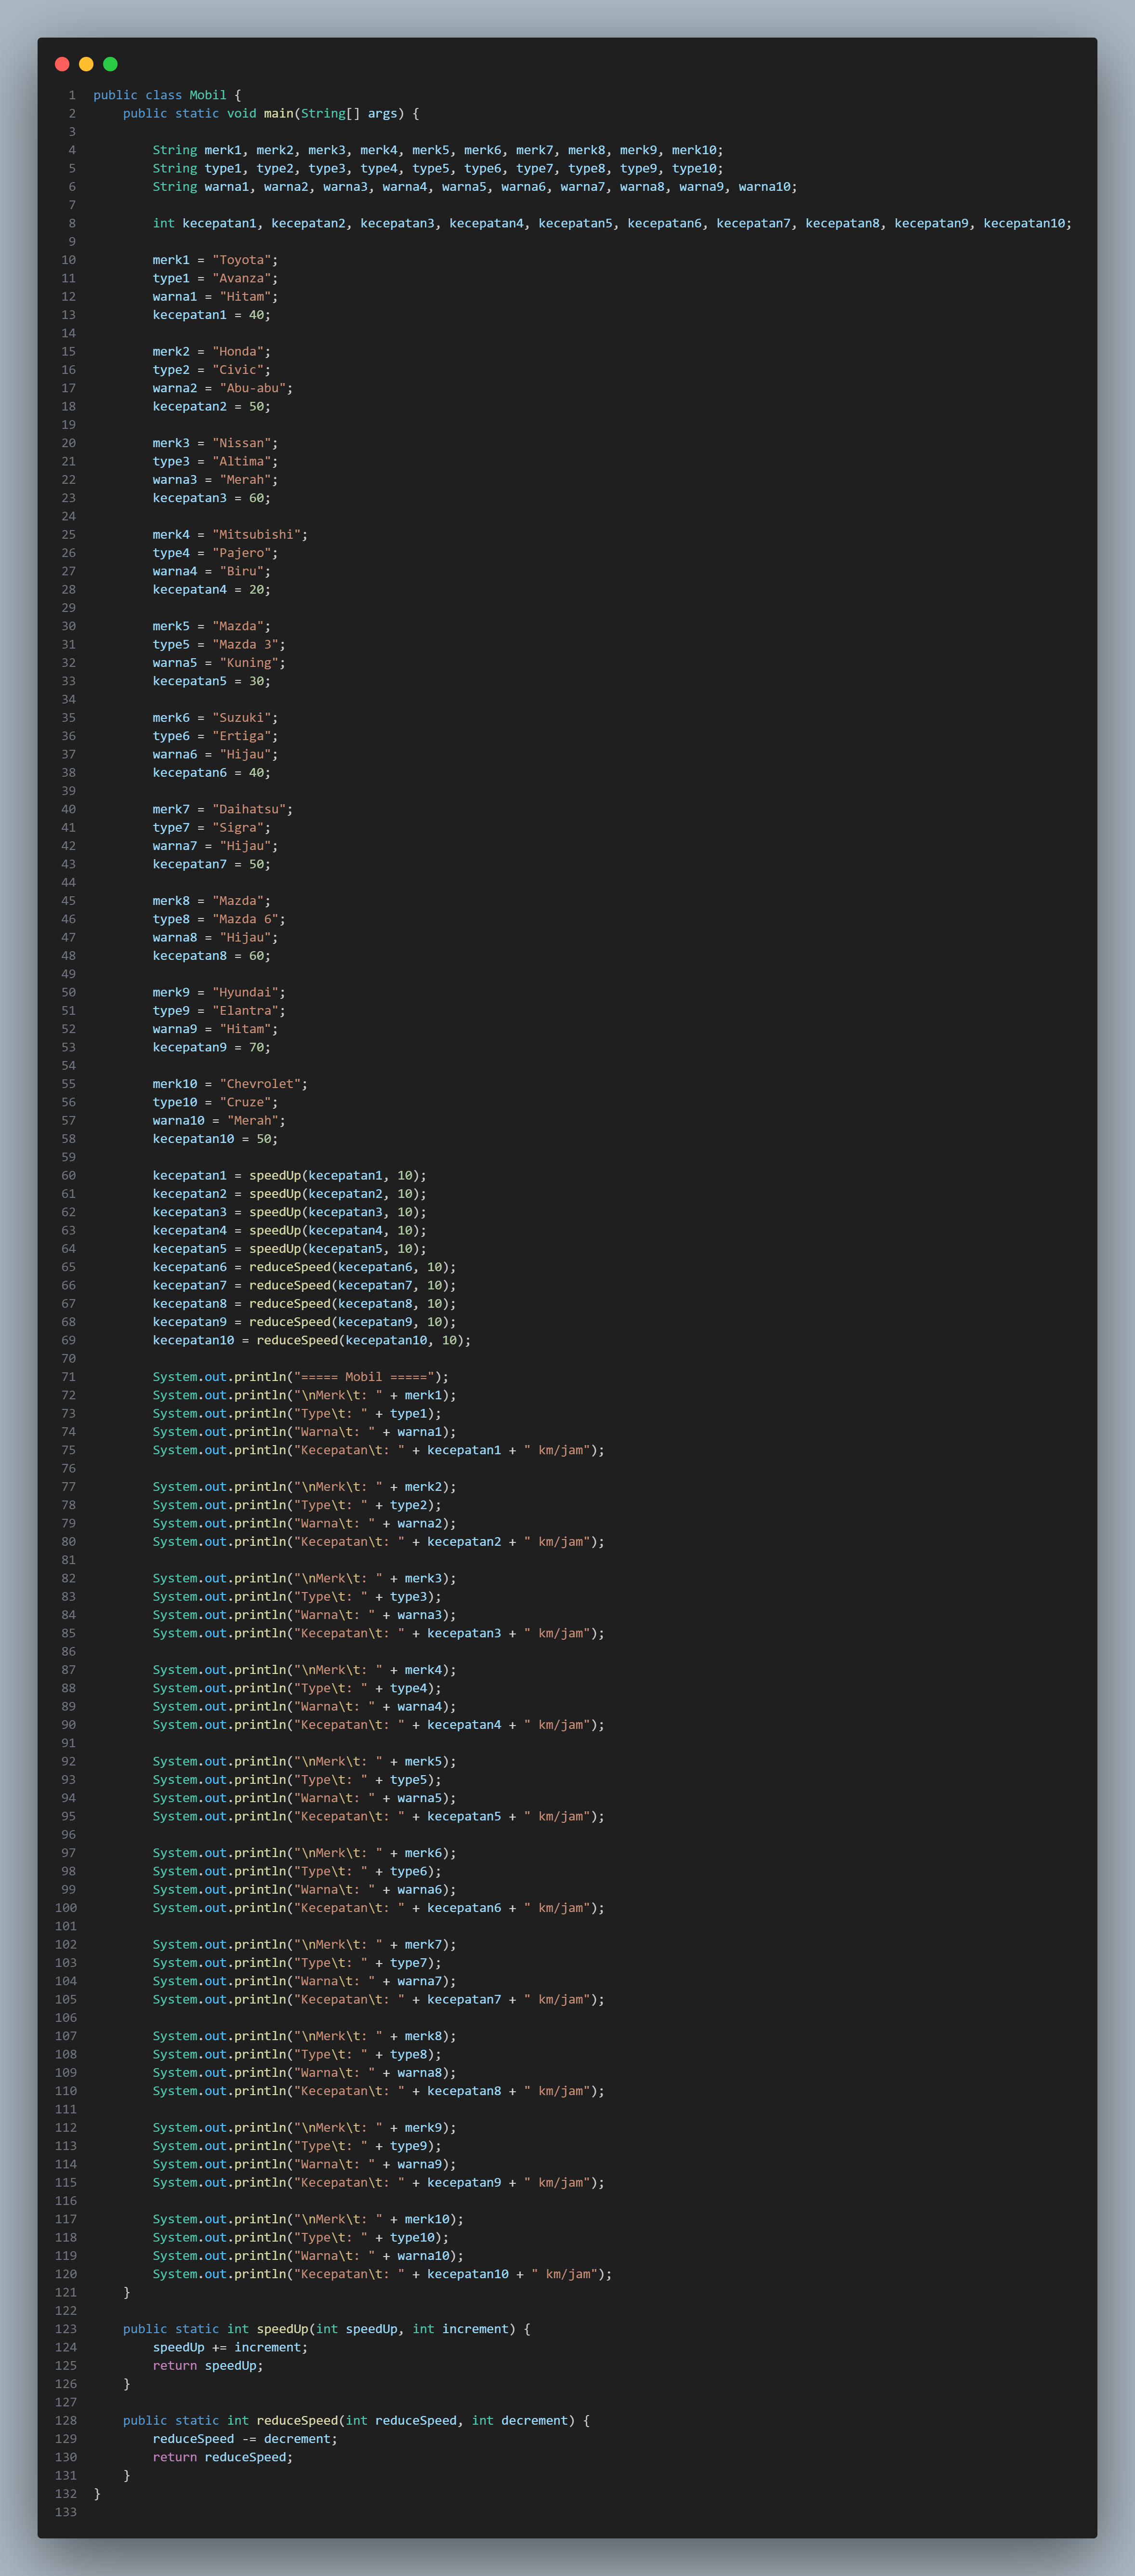 1 public class Mobil {
2     public static void main(String[] args) {
3
4         String merk1, merk2, merk3, merk4, merk5, merk6, merk7, merk8, merk9, merk10;
5         String type1, type2, type3, type4, type5, type6, type7, type8, type9, type10;
6         String warna1, warna2, warna3, warna4, warna5, warna6, warna7, warna8, warna9, warna10;
7
8         int kecepatan1, kecepatan2, kecepatan3, kecepatan4, kecepatan5, kecepatan6, kecepatan7, kecepatan8, kecepatan9, kecepatan10;
9
10         merk1 = "Toyota";
11         type1 = "Avanza";
12         warna1 = "Hitam";
13         kecepatan1 = 40;
14
15         merk2 = "Honda";
16         type2 = "Civic";
17         warna2 = "Abu-abu";
18         kecepatan2 = 50;
19
20         merk3 = "Nissan";
21         type3 = "Altima";
22         warna3 = "Merah";
23         kecepatan3 = 60;
24
25         merk4 = "Mitsubishi";
26         type4 = "Pajero";
27         warna4 = "Biru";
28         kecepatan4 = 20;
29
30         merk5 = "Mazda";
31         type5 = "Mazda 3";
32         warna5 = "Kuning";
33         kecepatan5 = 30;
34
35         merk6 = "Suzuki";
36         type6 = "Ertiga";
37         warna6 = "Hijau";
38         kecepatan6 = 40;
39
40         merk7 = "Daihatsu";
41         type7 = "Sigra";
42         warna7 = "Hijau";
43         kecepatan7 = 50;
44
45         merk8 = "Mazda";
46         type8 = "Mazda 6";
47         warna8 = "Hijau";
48         kecepatan8 = 60;
49
50         merk9 = "Hyundai";
51         type9 = "Elantra";
52         warna9 = "Hitam";
53         kecepatan9 = 70;
54
55         merk10 = "Chevrolet";
56         type10 = "Cruze";
57         warna10 = "Merah";
58         kecepatan10 = 50;
59
60         kecepatan1 = speedUp(kecepatan1, 10);
61         kecepatan2 = speedUp(kecepatan2, 10);
62         kecepatan3 = speedUp(kecepatan3, 10);
63         kecepatan4 = speedUp(kecepatan4, 10);
64         kecepatan5 = speedUp(kecepatan5, 10);
65         kecepatan6 = reduceSpeed(kecepatan6, 10);
66         kecepatan7 = reduceSpeed(kecepatan7, 10);
67         kecepatan8 = reduceSpeed(kecepatan8, 10);
68         kecepatan9 = reduceSpeed(kecepatan9, 10);
69         kecepatan10 = reduceSpeed(kecepatan10, 10);
70
71         System.out.println("===== Mobil =====");
72         System.out.println("\nMerk\t: " + merk1);
73         System.out.println("Type\t: " + type1);
74         System.out.println("Warna\t: " + warna1);
75         System.out.println("Kecepatan\t: " + kecepatan1 + " km/jam");
76
77         System.out.println("\nMerk\t: " + merk2);
78         System.out.println("Type\t: " + type2);
79         System.out.println("Warna\t: " + warna2);
80         System.out.println("Kecepatan\t: " + kecepatan2 + " km/jam");
81
82         System.out.println("\nMerk\t: " + merk3);
83         System.out.println("Type\t: " + type3);
84         System.out.println("Warna\t: " + warna3);
85         System.out.println("Kecepatan\t: " + kecepatan3 + " km/jam");
86
87         System.out.println("\nMerk\t: " + merk4);
88         System.out.println("Type\t: " + type4);
89         System.out.println("Warna\t: " + warna4);
90         System.out.println("Kecepatan\t: " + kecepatan4 + " km/jam");
91
92         System.out.println("\nMerk\t: " + merk5);
93         System.out.println("Type\t: " + type5);
94         System.out.println("Warna\t: " + warna5);
95         System.out.println("Kecepatan\t: " + kecepatan5 + " km/jam");
96
97         System.out.println("\nMerk\t: " + merk6);
98         System.out.println("Type\t: " + type6);
99         System.out.println("Warna\t: " + warna6);
100         System.out.println("Kecepatan\t: " + kecepatan6 + " km/jam");
101
102         System.out.println("\nMerk\t: " + merk7);
103         System.out.println("Type\t: " + type7);
104         System.out.println("Warna\t: " + warna7);
105         System.out.println("Kecepatan\t: " + kecepatan7 + " km/jam");
106
107         System.out.println("\nMerk\t: " + merk8);
108         System.out.println("Type\t: " + type8);
109         System.out.println("Warna\t: " + warna8);
110         System.out.println("Kecepatan\t: " + kecepatan8 + " km/jam");
111
112         System.out.println("\nMerk\t: " + merk9);
113         System.out.println("Type\t: " + type9);
114         System.out.println("Warna\t: " + warna9);
115         System.out.println("Kecepatan\t: " + kecepatan9 + " km/jam");
116
117         System.out.println("\nMerk\t: " + merk10);
118         System.out.println("Type\t: " + type10);
119         System.out.println("Warna\t: " + warna10);
120         System.out.println("Kecepatan\t: " + kecepatan10 + " km/jam");
121     }
122
123     public static int speedUp(int speedUp, int increment) {
124         speedUp += increment;
125         return speedUp;
126     }
127
128     public static int reduceSpeed(int reduceSpeed, int decrement) {
129         reduceSpeed -= decrement;
130         return reduceSpeed;
131     }
132 }
133